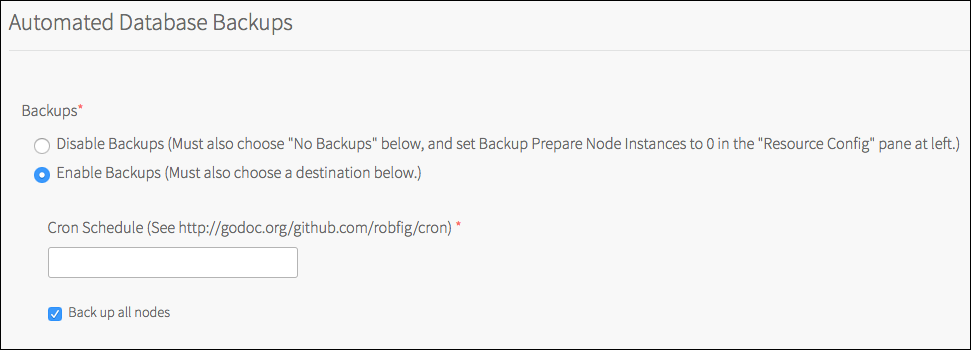 Automated Database Backups
Backups*
Disable Backups (Must also choose "No Backups" below, and set Backup Prepare Node Instances to 0 in the "Resource Config" pane at left.)
Enable Backups (Must also choose a destination below.)
Cron Schedule (See http://godoc.org/github.com/robfig/cron) *
Back up all nodes